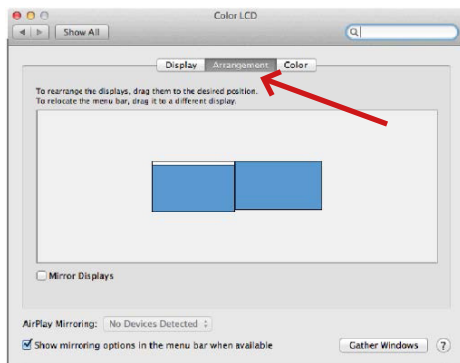 Color LCD
Show All
Display Arrangement Color
To rearrange the displays, drag them to the desired position.
To relocate the menu bar, drag it to a different display.
Mirror Displays
AirPlay Mirroring: No Devices Detected
Show mirroring options in the menu bar when available
Gather Windows ?